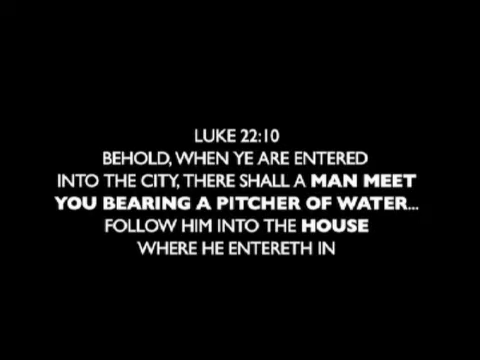 LUKE 22:10
BEHOLD, WHEN YE ARE ENTERED
INTO THE CITY, THERE SHALL A MAN MEET
YOU BEARING A PITCHER OF WATER...
FOLLOW HIM INTO THE HOUSE
WHERE HE ENTERETH IN